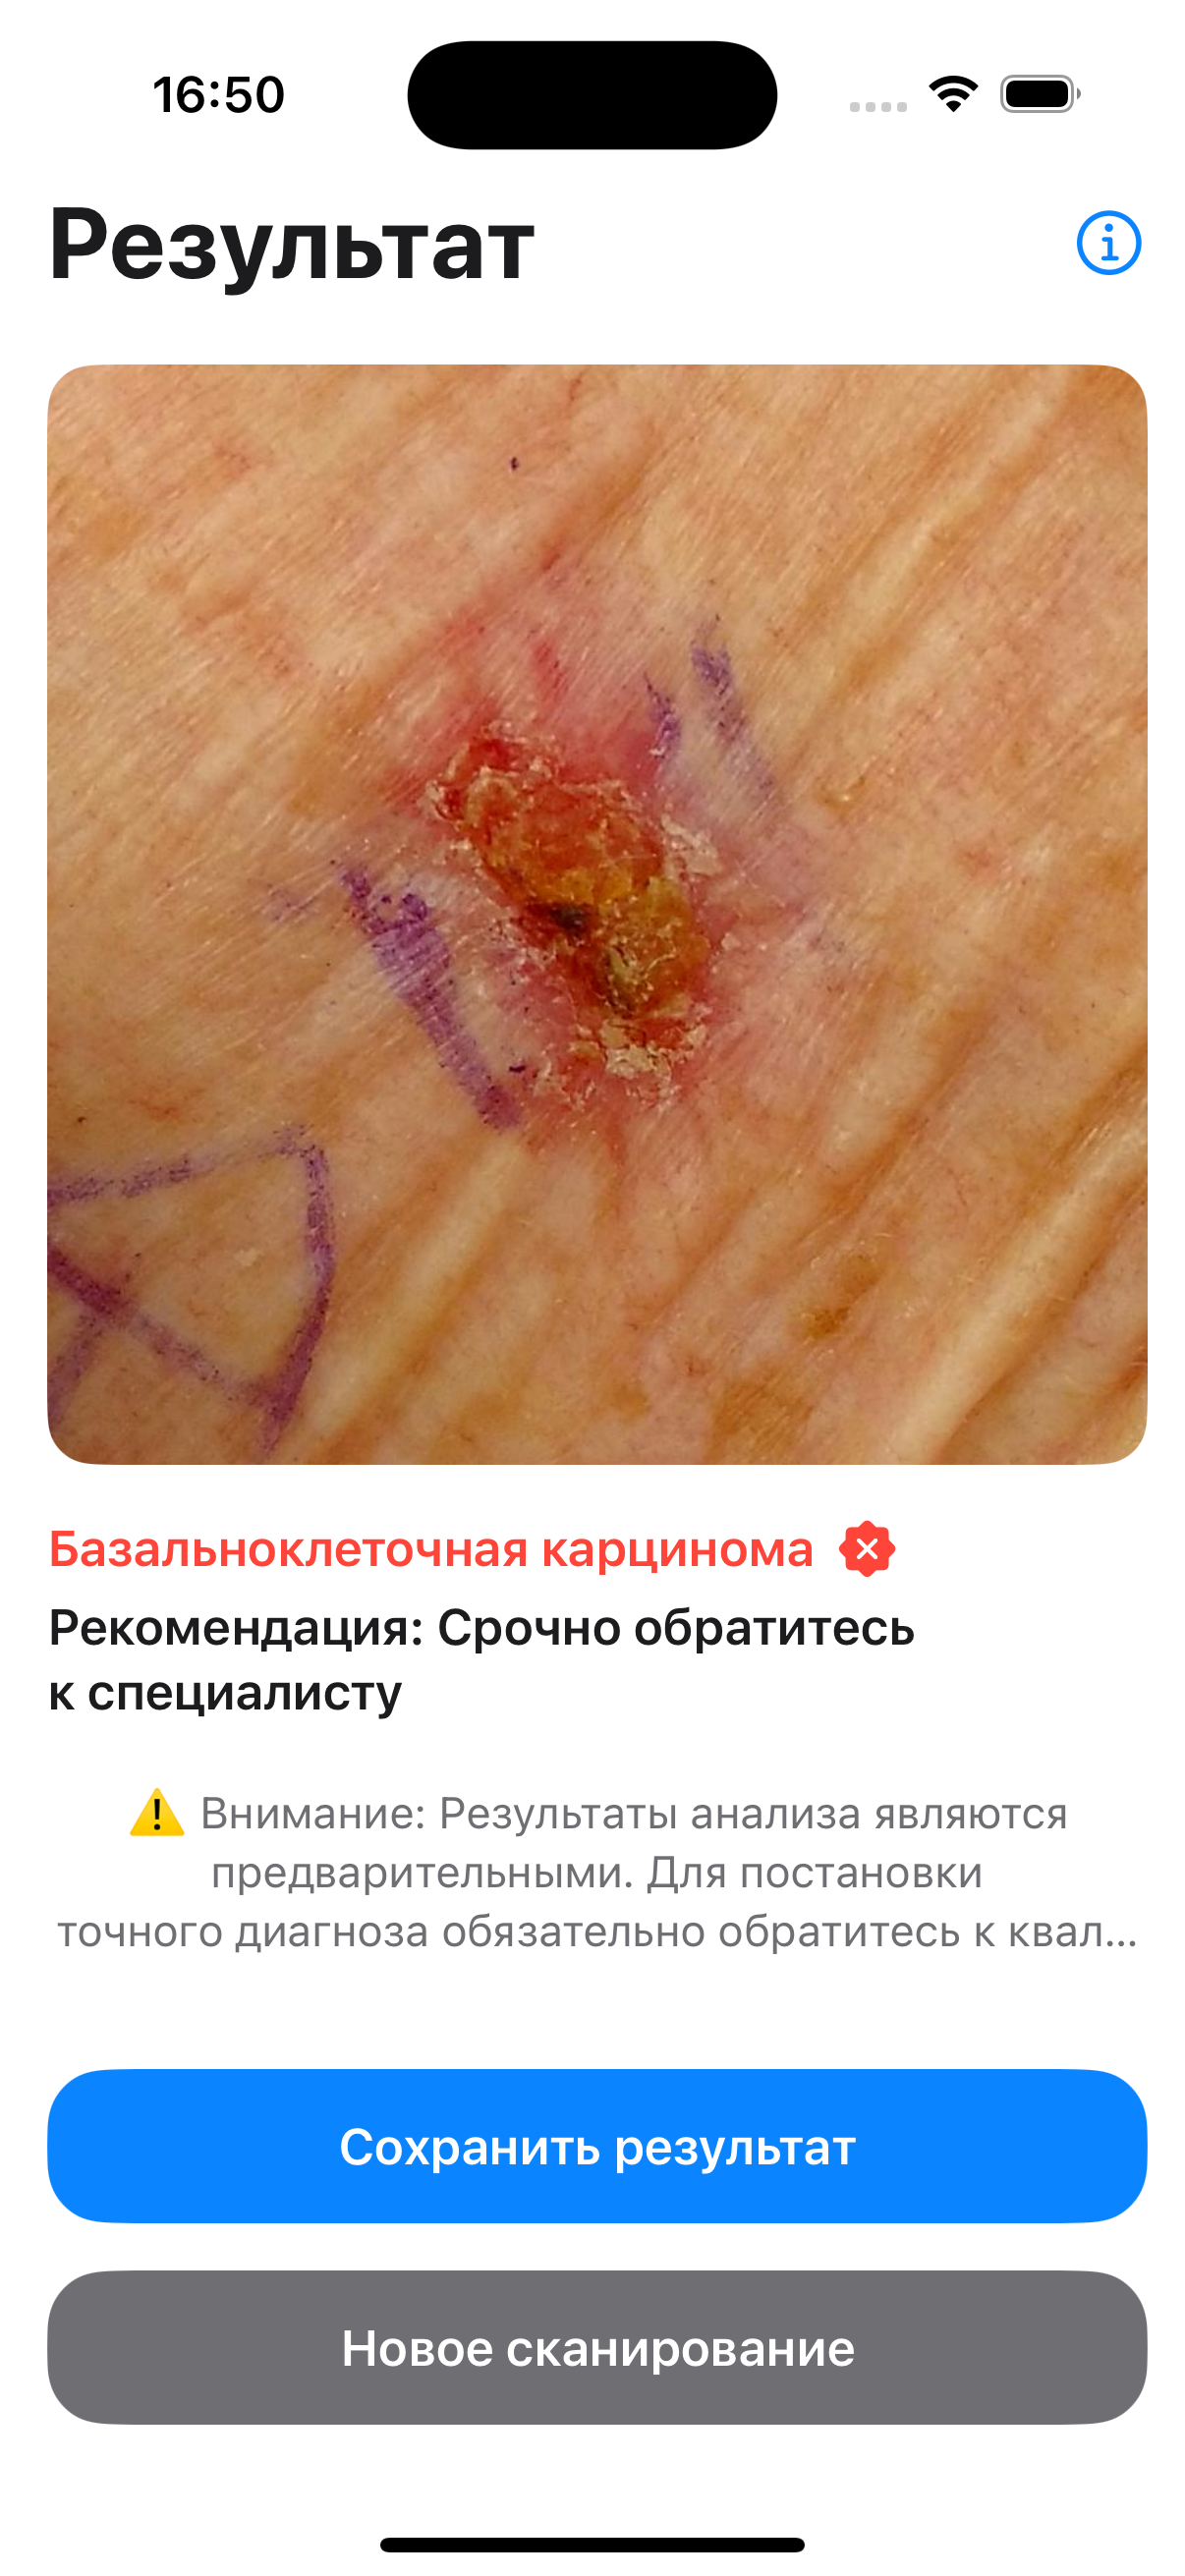 16:50
Результат
Базальноклеточная карцинома
Рекомендация: Срочно обратитесь
к специалисту
⚠️ Внимание: Результаты анализа являются
предварительными. Для постановки
точного диагноза обязательно обратитесь к квал...
Сохранить результат
Новое сканирование